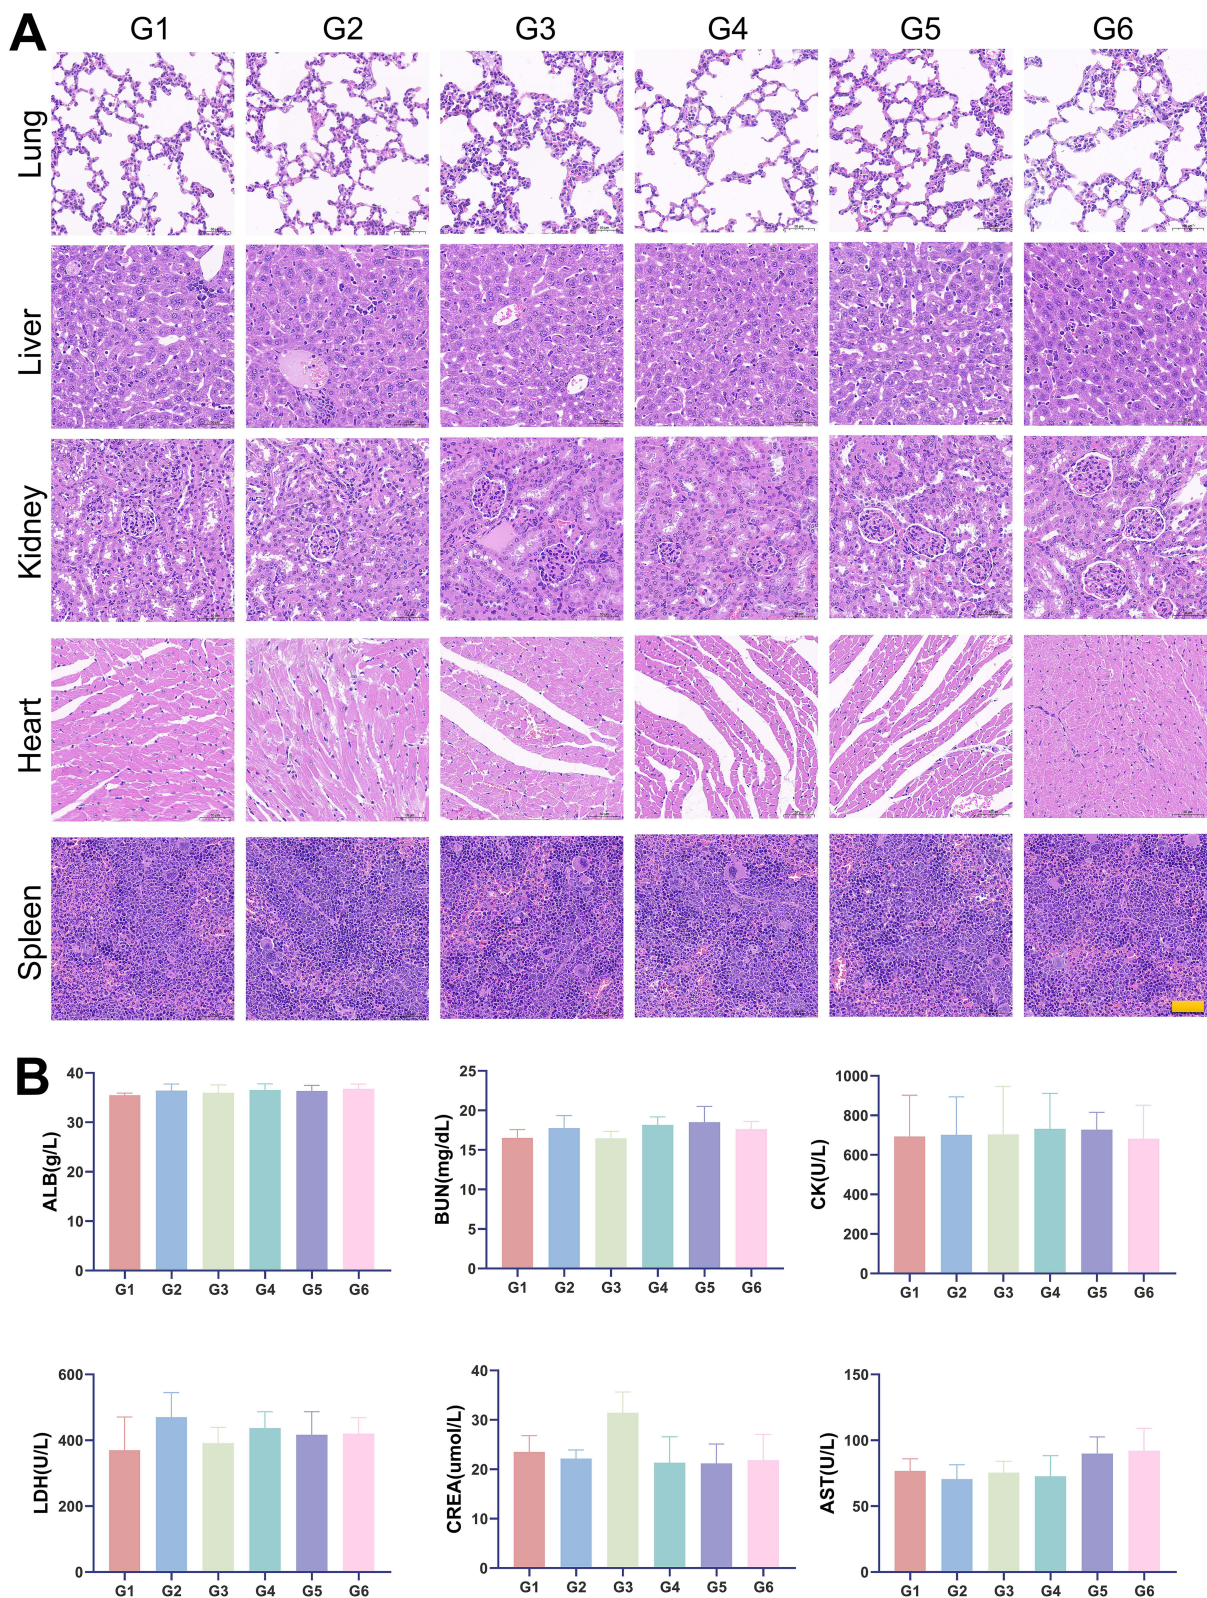 A
G1 G2 G3 G4 G5 G6
Lung
Liver
Kidney
Heart
Spleen
B
ALB(g/L)
40
30
20
10
0
G1 G2 G3 G4 G5 G6
BUN(mg/dL)
25
20
15
10
5
0
G1 G2 G3 G4 G5 G6
CK(U/L)
1000
800
600
400
200
0
G1 G2 G3 G4 G5 G6
LDH(U/L)
600
400
200
0
G1 G2 G3 G4 G5 G6
CREA(umol/L)
40
30
20
10
0
G1 G2 G3 G4 G5 G6
AST(U/L)
150
100
50
0
G1 G2 G3 G4 G5 G6